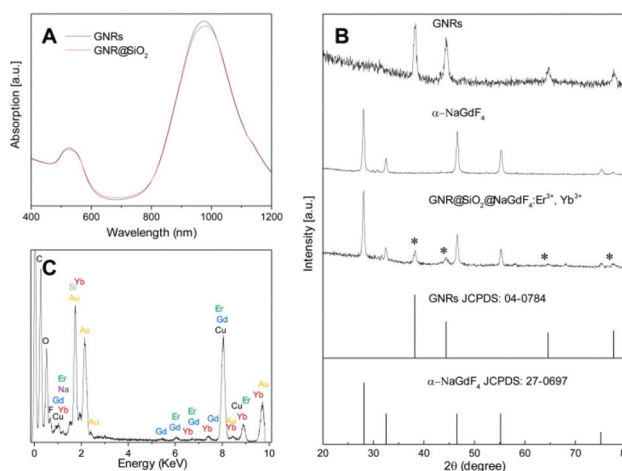 A
GNRs
GNR@SiO₂
Absorption [a.u.]
400 600 800 1000 1200
Wavelength (nm)
B
GNRs
α-NaGdF₄
GNR@SiO₂@NaGdF₄:Er³⁺, Yb³⁺
* * * *
GNRs JCPDS: 04-0784
α-NaGdF₄ JCPDS: 27-0697
Intensity [a.u.]
20 30 40 50 60 70 80
2θ (degree)
C
C
O
F
Er
Na
Gd
Yb
Cu
Si
Yb
Au
Au
Au
Gd
Er
Gd
Er
Gd
Yb
Gd
Yb
Er
Gd
Cu
Au
Yb
Cu
Er
Yb
Au
Yb
0 2 4 6 8 10
Energy (KeV)